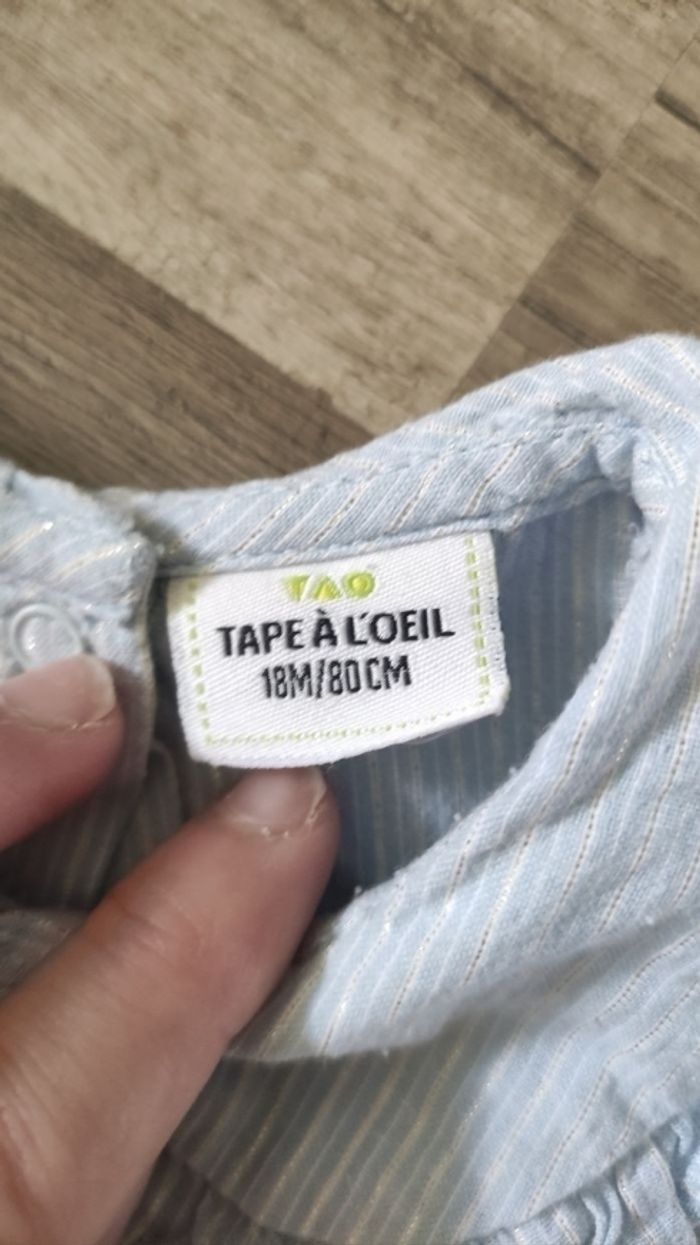 TAO
TAPE À L'OEIL
18M/80CM